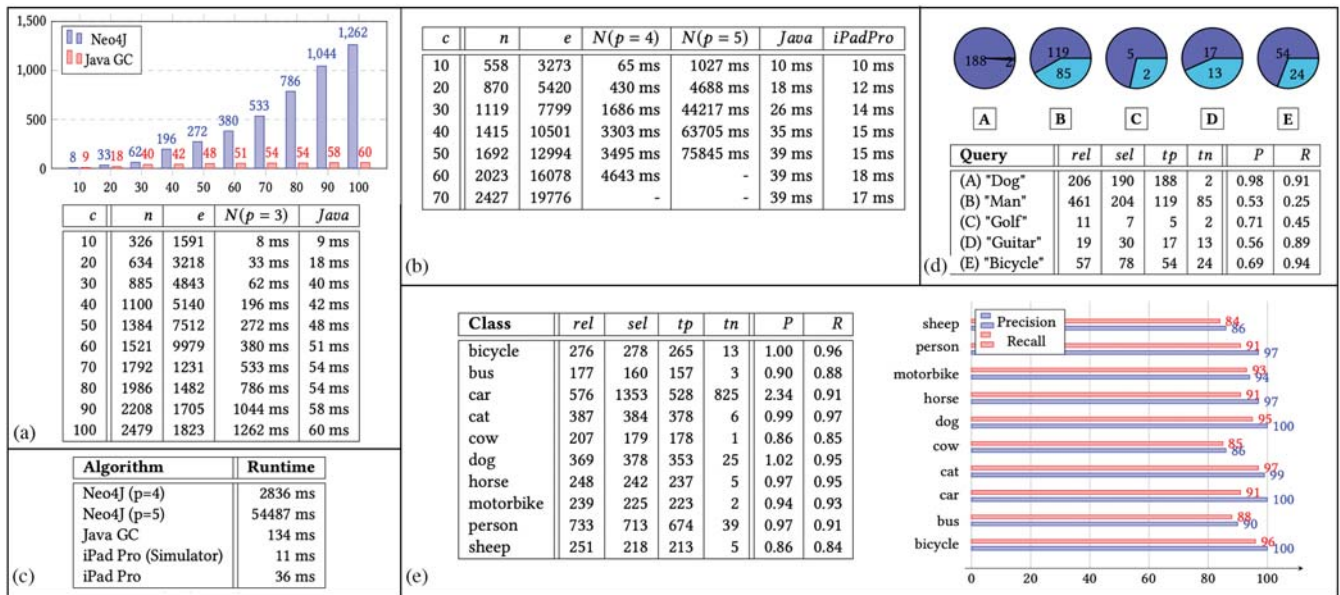 1,500
1,000
500
0
Neo4J
Java GC
8 9 33 18 62 40 196 42 272 48 380 51 533 54 786 54 1,044 58 1,262 60
10 20 30 40 50 60 70 80 90 100
c n e N(p = 3) Java
10 326 1591 8 ms 9 ms
20 634 3218 33 ms 18 ms
30 885 4843 62 ms 40 ms
40 1100 5140 196 ms 42 ms
50 1384 7512 272 ms 48 ms
60 1521 9979 380 ms 51 ms
70 1792 1231 533 ms 54 ms
80 1986 1482 786 ms 54 ms
90 2208 1705 1044 ms 58 ms
100 2479 1823 1262 ms 60 ms
(a)
c n e N(p = 4) N(p = 5) Java iPadPro
10 558 3273 65 ms 1027 ms 10 ms 10 ms
20 870 5420 430 ms 4688 ms 18 ms 12 ms
30 1119 7799 1686 ms 44217 ms 26 ms 14 ms
40 1415 10501 3303 ms 63705 ms 35 ms 15 ms
50 1692 12994 3495 ms 75845 ms 39 ms 15 ms
60 2023 16078 4643 ms - 39 ms 18 ms
70 2427 19776 - - 39 ms 17 ms
(b)
Algorithm Runtime
Neo4J (p=4) 2836 ms
Neo4J (p=5) 54487 ms
Java GC 134 ms
iPad Pro (Simulator) 11 ms
iPad Pro 36 ms
(c)
188 2 119 85 5 2 17 13 54 24
A B C D E
Query rel sel tp tn P R
(A) "Dog" 206 190 188 2 0.98 0.91
(B) "Man" 461 204 119 85 0.53 0.25
(C) "Golf" 11 7 5 2 0.71 0.45
(D) "Guitar" 19 30 17 13 0.56 0.89
(E) "Bicycle" 57 78 54 24 0.69 0.94
(d)
Class rel sel tp tn P R
bicycle 276 278 265 13 1.00 0.96
bus 177 160 157 3 0.90 0.88
car 576 1353 528 825 2.34 0.91
cat 387 384 378 6 0.99 0.97
cow 207 179 178 1 0.86 0.85
dog 369 378 353 25 1.02 0.95
horse 248 242 237 5 0.97 0.95
motorbike 239 225 223 2 0.94 0.93
person 733 713 674 39 0.97 0.91
sheep 251 218 213 5 0.86 0.84
(e)
Precision
Recall
sheep 84 86
person 91 97
motorbike 93 94
horse 91 97
dog 95 100
cow 85 86
cat 97 99
car 91 100
bus 88 90
bicycle 96 100
0 20 40 60 80 100